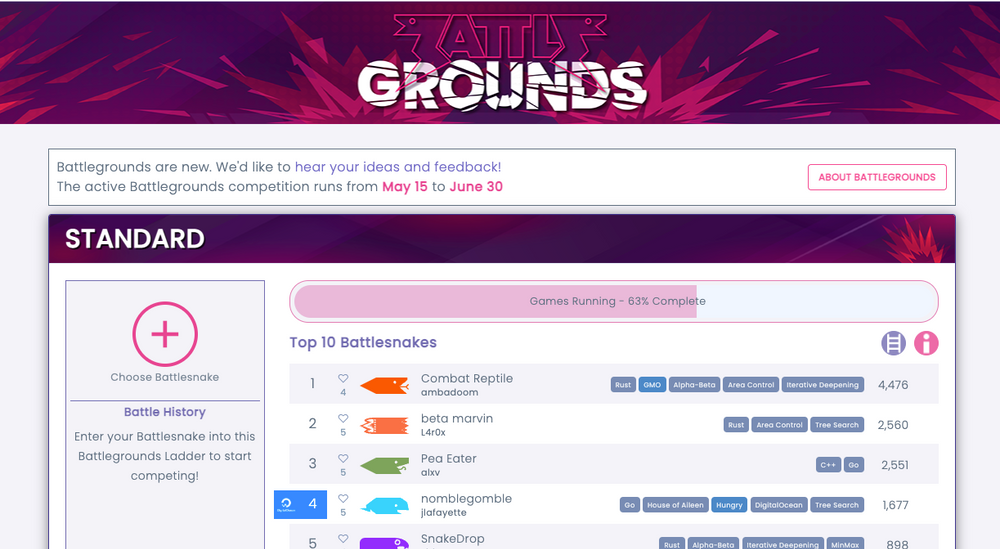 BATTLE
GROUNDS
Battlegrounds are new. We'd like to hear your ideas and feedback!
The active Battlegrounds competition runs from May 15 to June 30
ABOUT BATTLEGROUNDS
STANDARD
Choose Battlesnake
Battle History
Enter your Battlesnake into this
Battlegrounds Ladder to start
competing!
Games Running - 63% Complete
Top 10 Battlesnakes
1 4 Combat Reptile ambadoom Rust GMO Alpha-Beta Area Control Iterative Deepening 4,476
2 5 beta marvin L4r0x Rust Area Control Tree Search 2,560
3 5 Pea Eater alxv C++ Go 2,551
4 5 nomblegomble jlafayette Go House of Aileen Hungry DigitalOcean Tree Search 1,677
5 SnakeDrop Rust Alpha-Beta Iterative Deepening MinMax 898